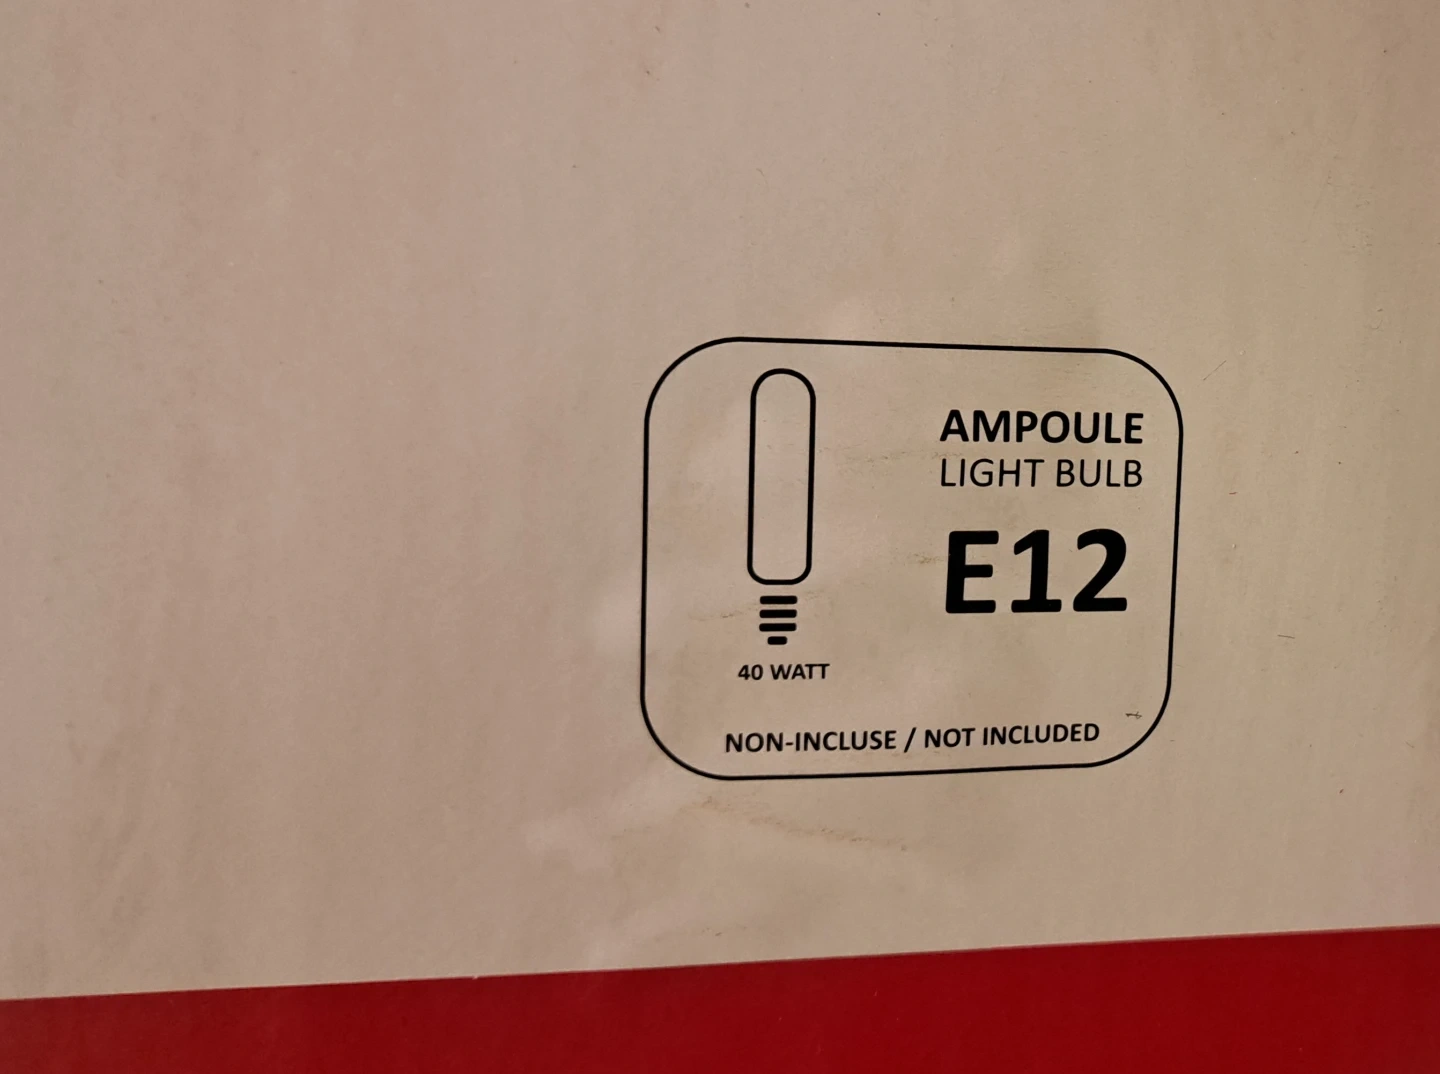 AMPOULE
LIGHT BULB
E12
40 WATT
NON-INCLUSE / NOT INCLUDED